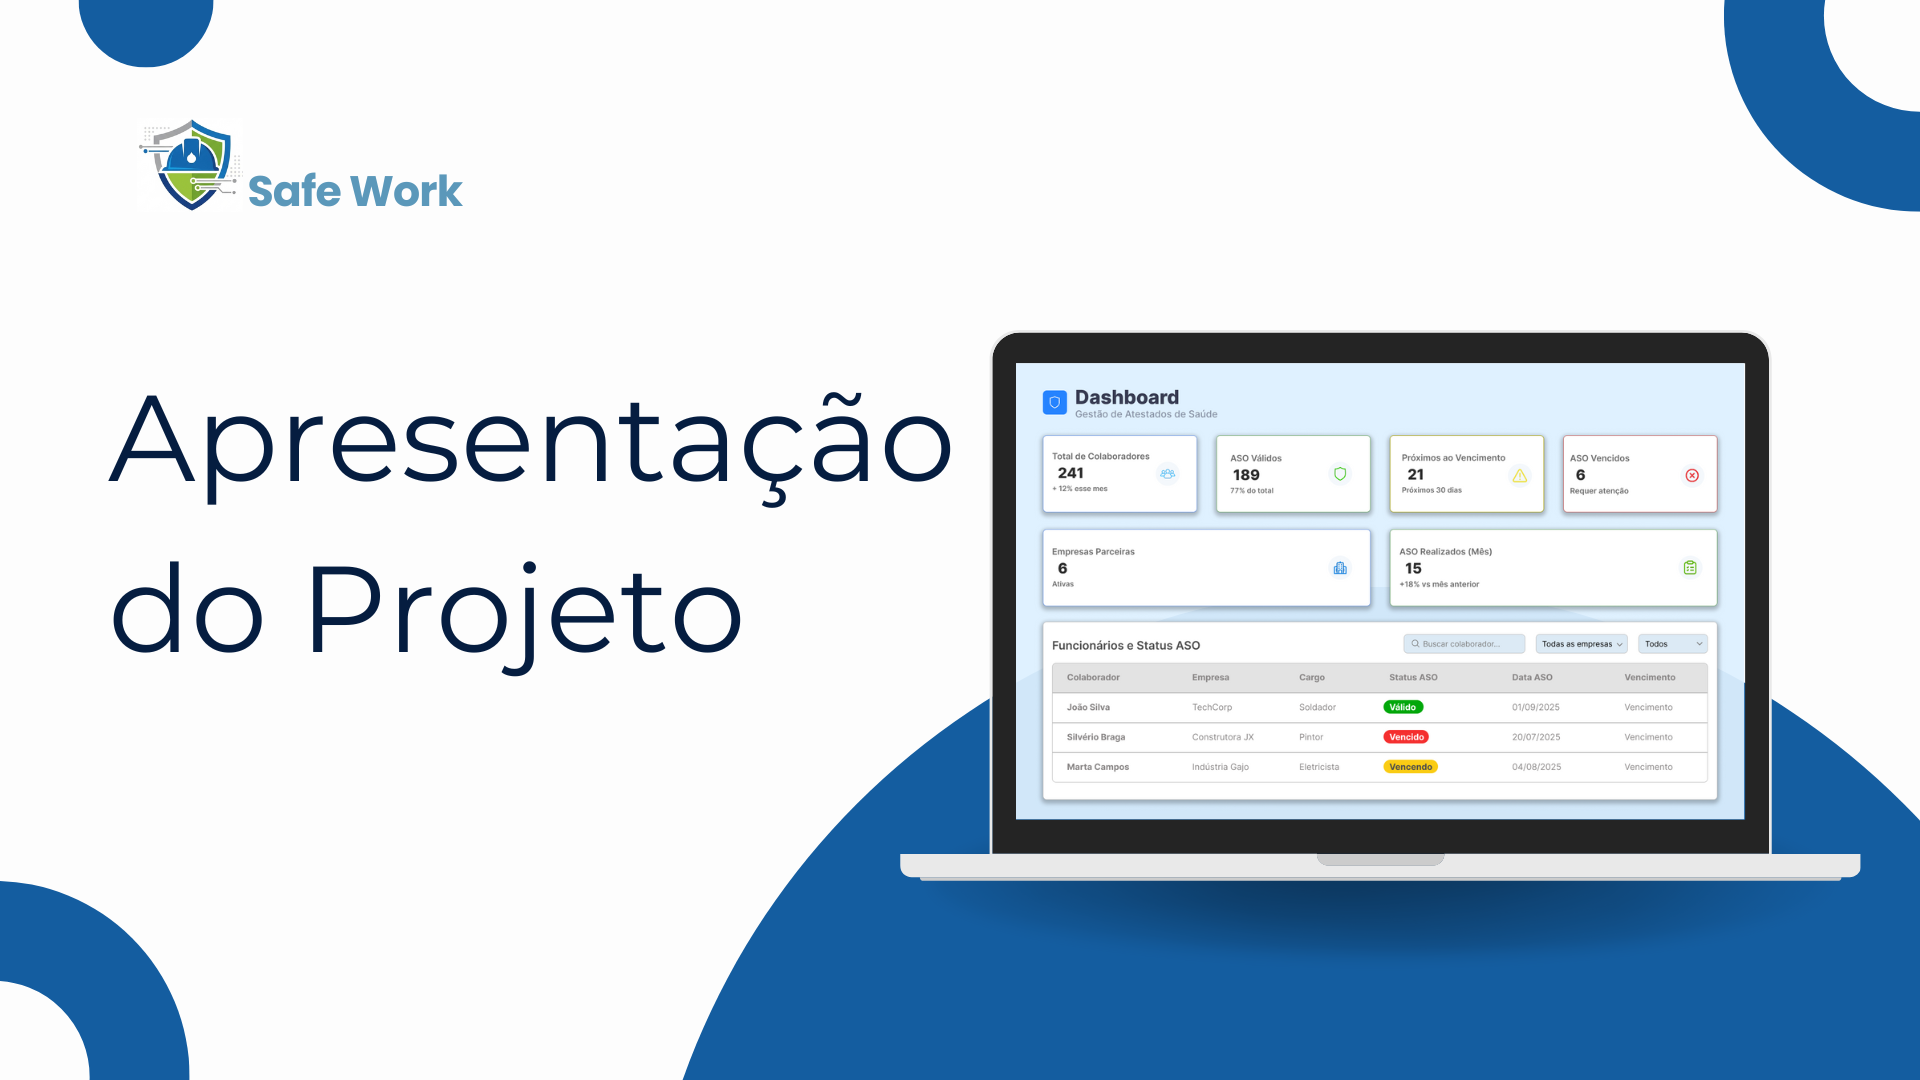 Safe Work
Apresentação
do Projeto
Dashboard
Gestão de Atestados de Saúde
Total de Colaboradores
241
+ 12% esse mes
ASO Válidos
189
77% do total
Próximos ao Vencimento
21
Próximos 30 dias
ASO Vencidos
6
Requer atenção
Empresas Parceiras
6
Ativas
ASO Realizados (Mês)
15
+18% vs mês anterior
Funcionários e Status ASO
Buscar colaborador...
Todas as empresas
Todos
Colaborador Empresa Cargo Status ASO Data ASO Vencimento
João Silva TechCorp Soldador Válido 01/09/2025 Vencimento
Silvério Braga Construtora JX Pintor Vencido 20/07/2025 Vencimento
Marta Campos Indústria Gajo Eletricista Vencendo 04/08/2025 Vencimento